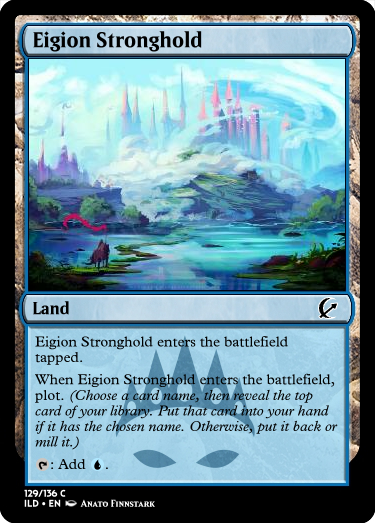 Eigion Stronghold
Land
Eigion Stronghold enters the battlefield
tapped.
When Eigion Stronghold enters the battlefield,
plot. (Choose a card name, then reveal the top
card of your library. Put that card into your hand
if it has the chosen name. Otherwise, put it back or
mill it.)
: Add .
129/136 C
ILD • EN Anato Finnstark